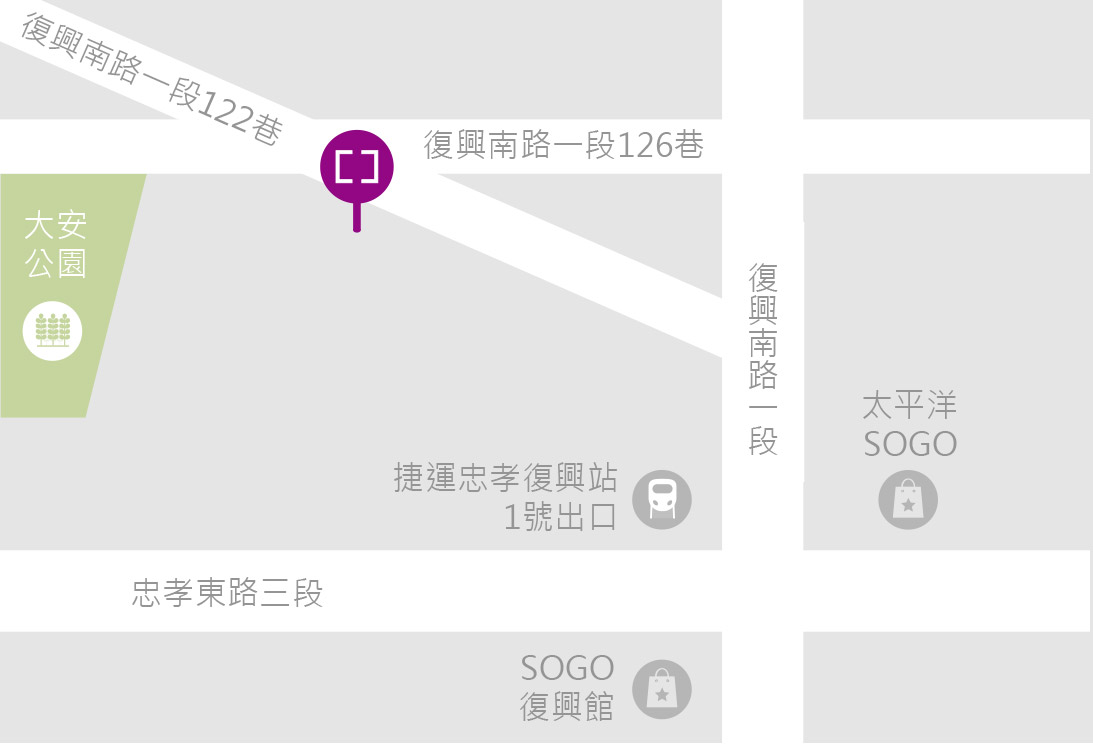 復興南路一段122巷
復興南路一段126巷
大安
公園
復興南路一段
太平洋
SOGO
捷運忠孝復興站
1號出口
忠孝東路三段
SOGO
復興館